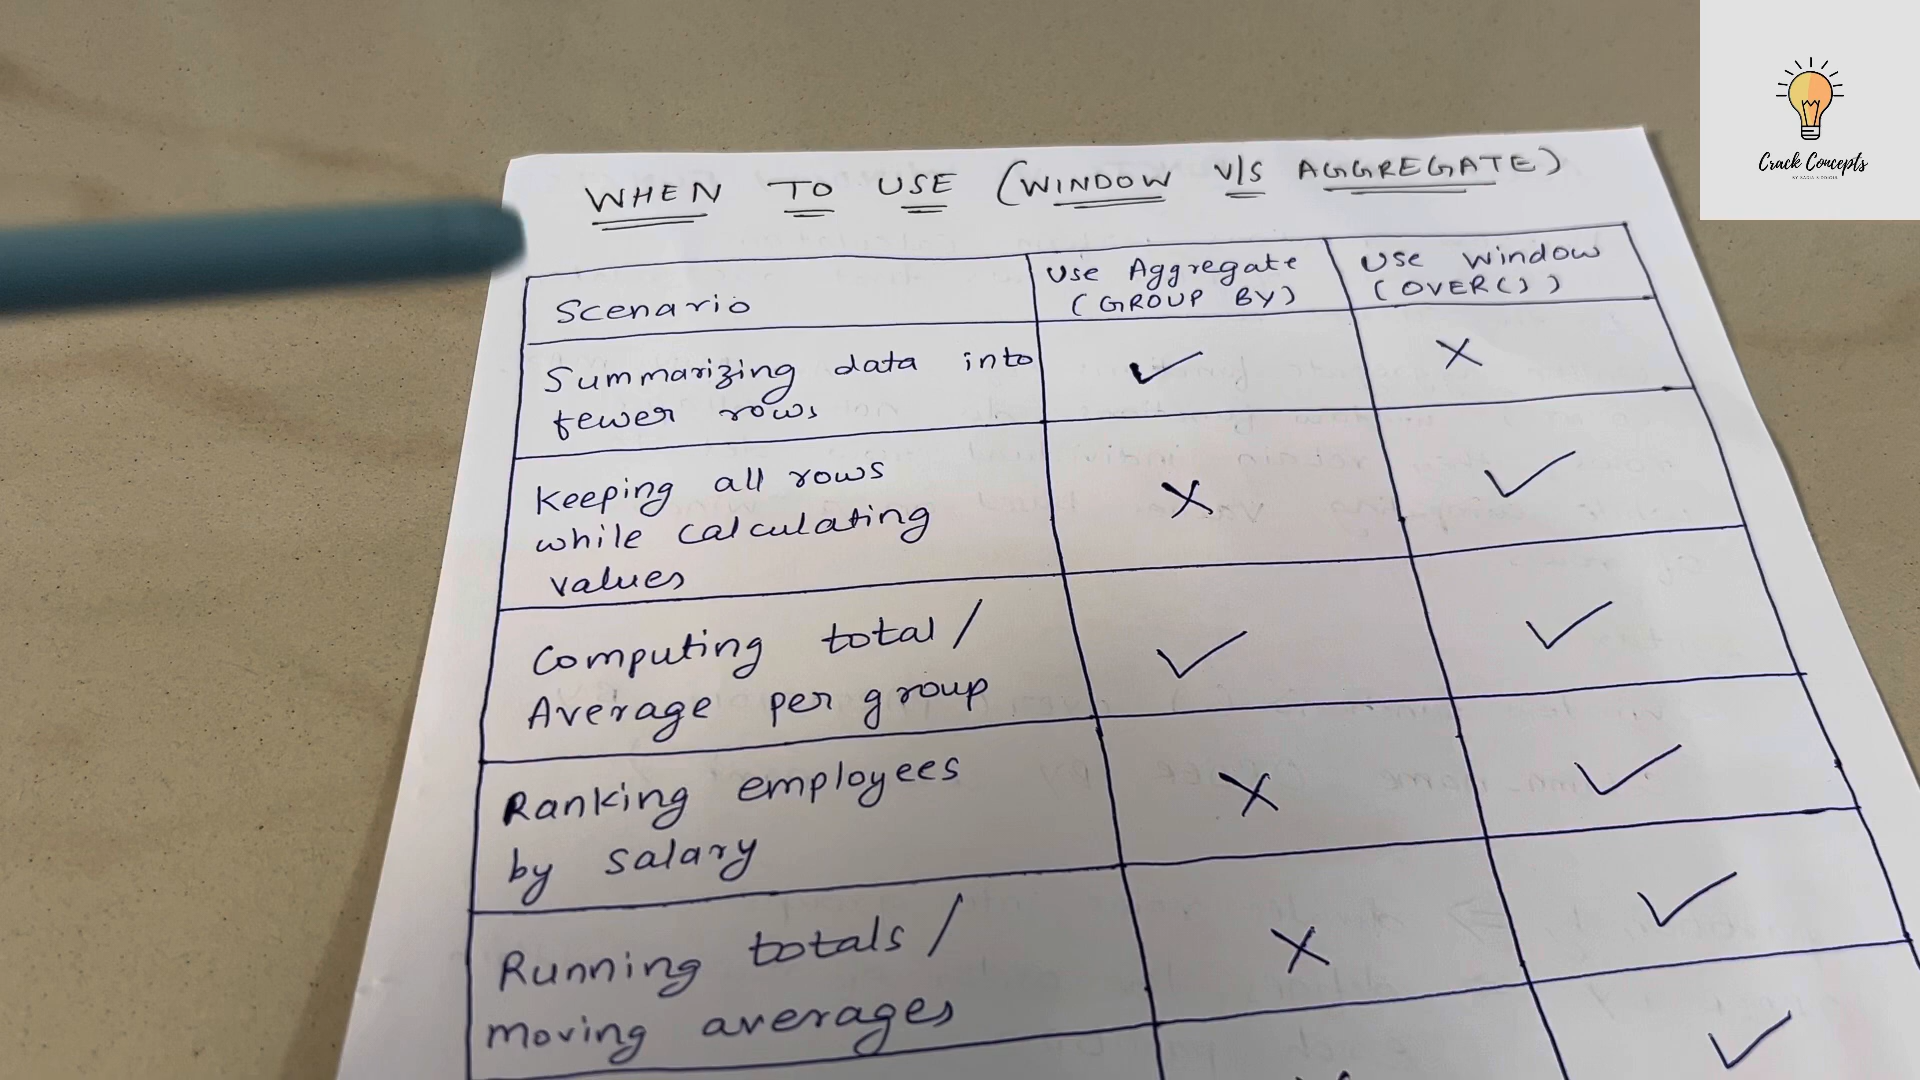 WHEN TO USE (WINDOW V/S AGGREGATE)
Scenario
Use Aggregate
(GROUP BY)
Use Window
(OVER())
Summarizing data into
fewer rows
✓
X
Keeping all rows
while calculating
values
X
✓
Computing total/
Average per group
✓
✓
Ranking employees
by salary
X
✓
Running totals/
moving averages
X
✓
✓
Crack Concepts